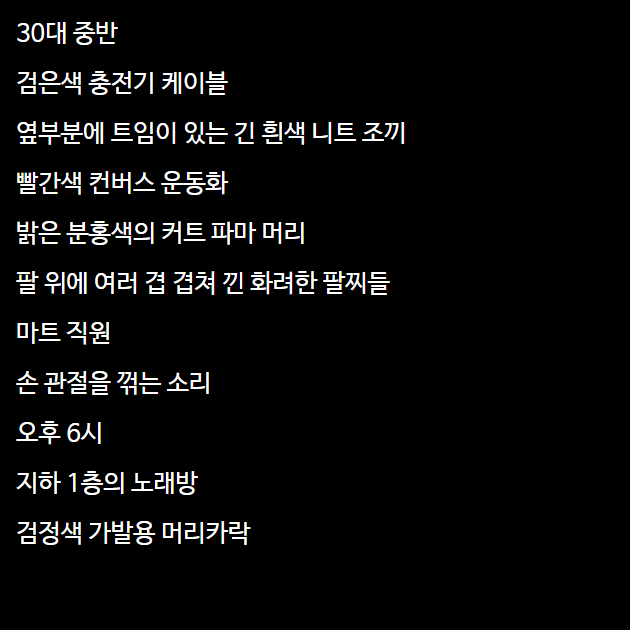 30대 중반
검은색 충전기 케이블
옆부분에 트임이 있는 긴 흰색 니트 조끼
빨간색 컨버스 운동화
밝은 분홍색의 커트 파마 머리
팔 위에 여러 겹 겹쳐 낀 화려한 팔찌들
마트 직원
손 관절을 꺾는 소리
오후 6시
지하 1층의 노래방
검정색 가발용 머리카락